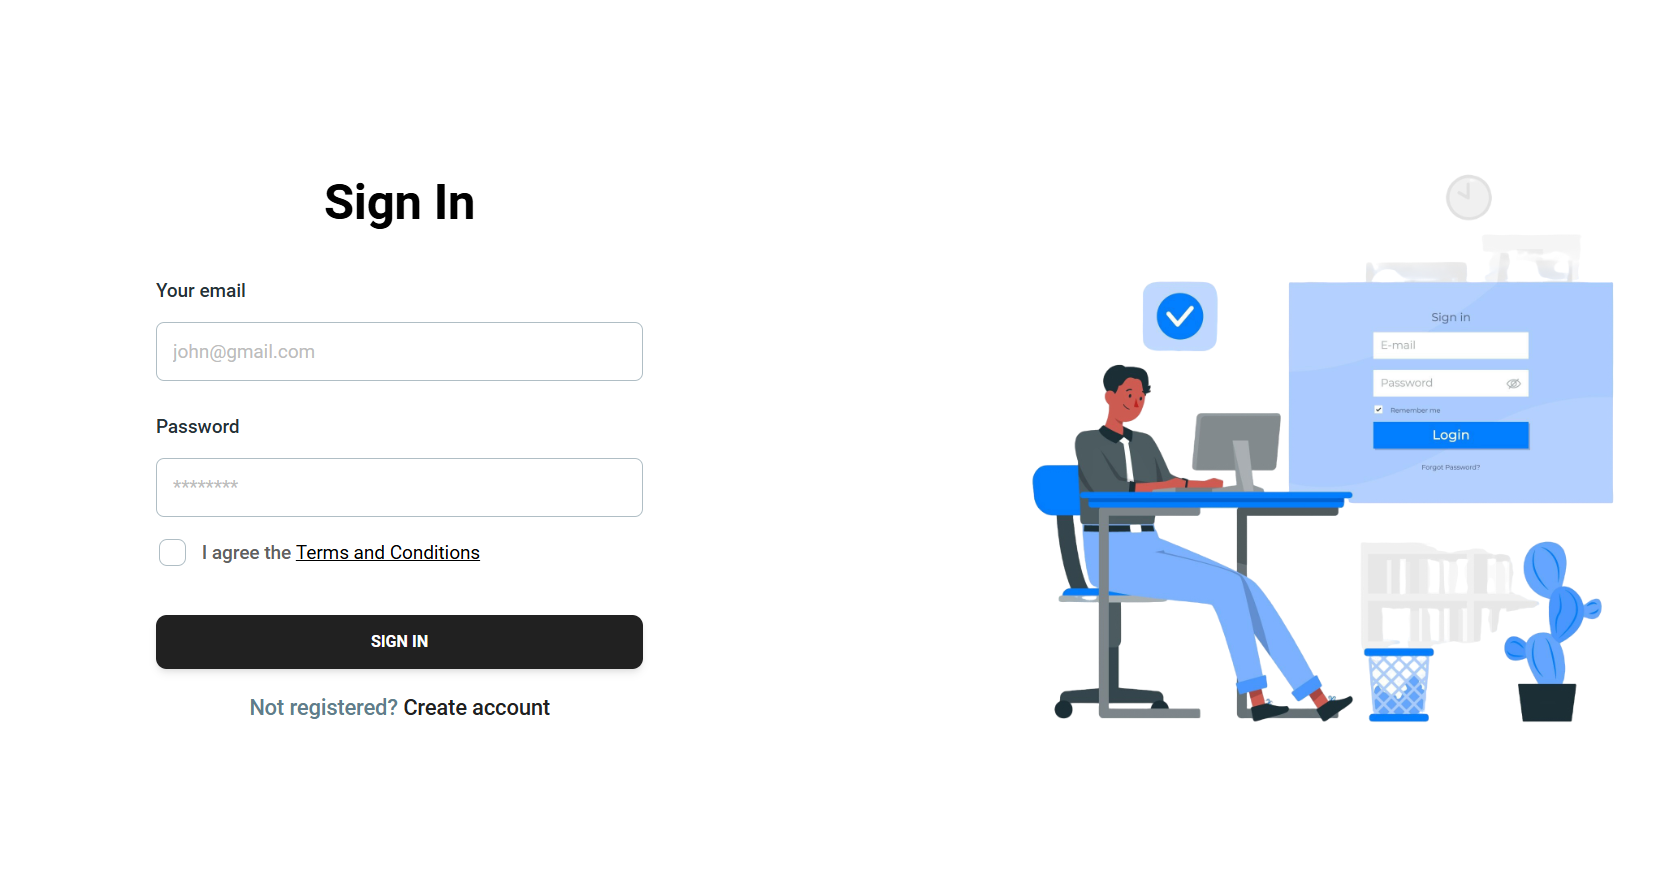 Sign In
Your email
john@gmail.com
Password
********
I agree the Terms and Conditions
SIGN IN
Not registered? Create account
Sign in
E-mail
Password
Remember me
Login
Forgot Password?